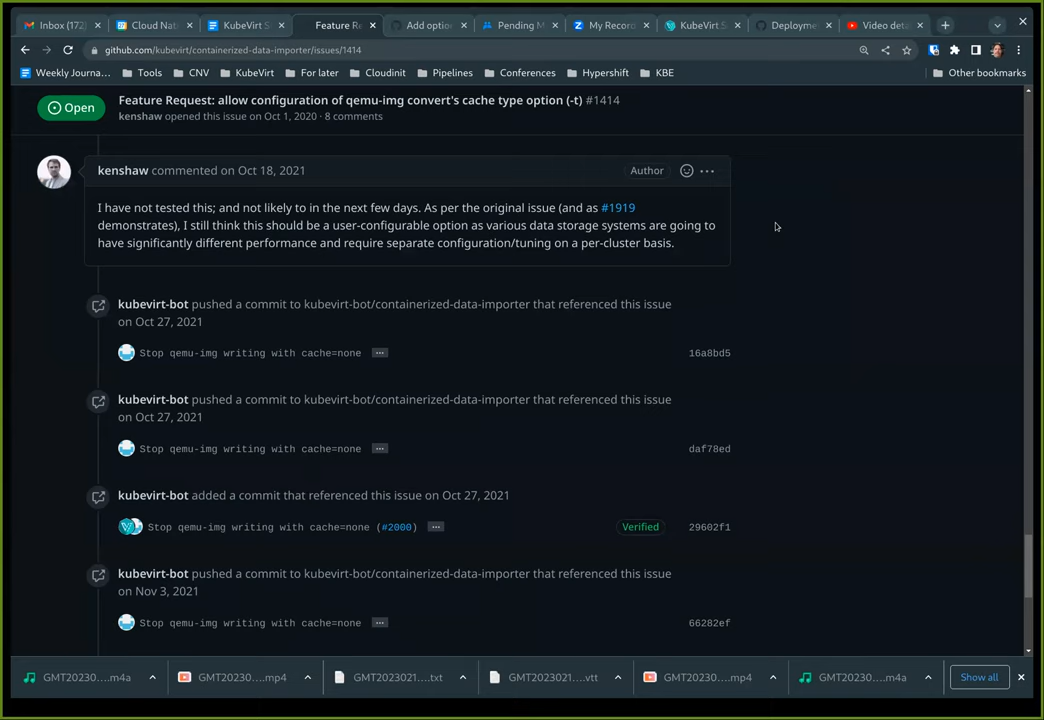 Inbox (172
Cloud Nat
KubeVirt S
Feature Re
Add optio
Pending M
My Record
KubeVirt S
Deployme
Video deta
github.com/kubevirt/containerized-data-importer/issues/1414
Weekly Journa...
Tools
CNV
KubeVirt
For later
Cloudinit
Pipelines
Conferences
Hypershift
KBE
Other bookmarks
Open
Feature Request: allow configuration of qemu-img convert's cache type option (-t) #1414
kenshaw opened this issue on Oct 1, 2020 · 8 comments
kenshaw commented on Oct 18, 2021
Author
I have not tested this; and not likely to in the next few days. As per the original issue (and as #1919
demonstrates), I still think this should be a user-configurable option as various data storage systems are going to
have significantly different performance and require separate configuration/tuning on a per-cluster basis.
kubevirt-bot pushed a commit to kubevirt-bot/containerized-data-importer that referenced this issue
on Oct 27, 2021
Stop qemu-img writing with cache=none ...
16a8bd5
kubevirt-bot pushed a commit to kubevirt-bot/containerized-data-importer that referenced this issue
on Oct 27, 2021
Stop qemu-img writing with cache=none ...
daf78ed
kubevirt-bot added a commit that referenced this issue on Oct 27, 2021
Stop qemu-img writing with cache=none (#2000) ...
Verified
29602f1
kubevirt-bot pushed a commit to kubevirt-bot/containerized-data-importer that referenced this issue
on Nov 3, 2021
Stop qemu-img writing with cache=none ...
66282ef
GMT20230....m4a
GMT20230....mp4
GMT2023021...txt
GMT2023021...vtt
GMT20230....mp4
GMT20230....m4a
Show all